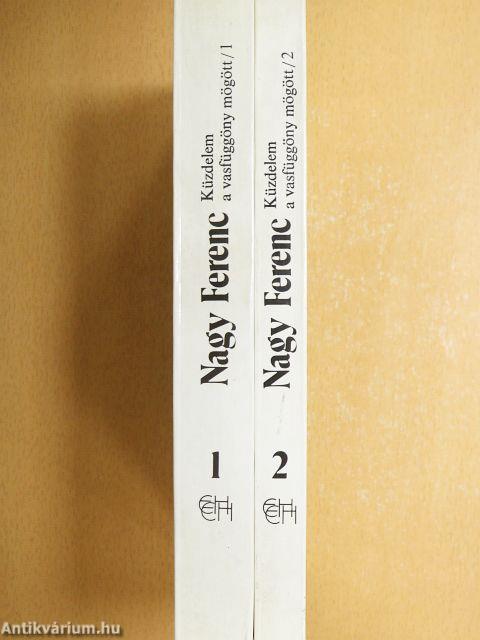 Nagy Ferenc
Küzdelem
a vasfüggöny mögött/1
1
Nagy Ferenc
Küzdelem
a vasfüggöny mögött/2
2
Antikvárium.hu